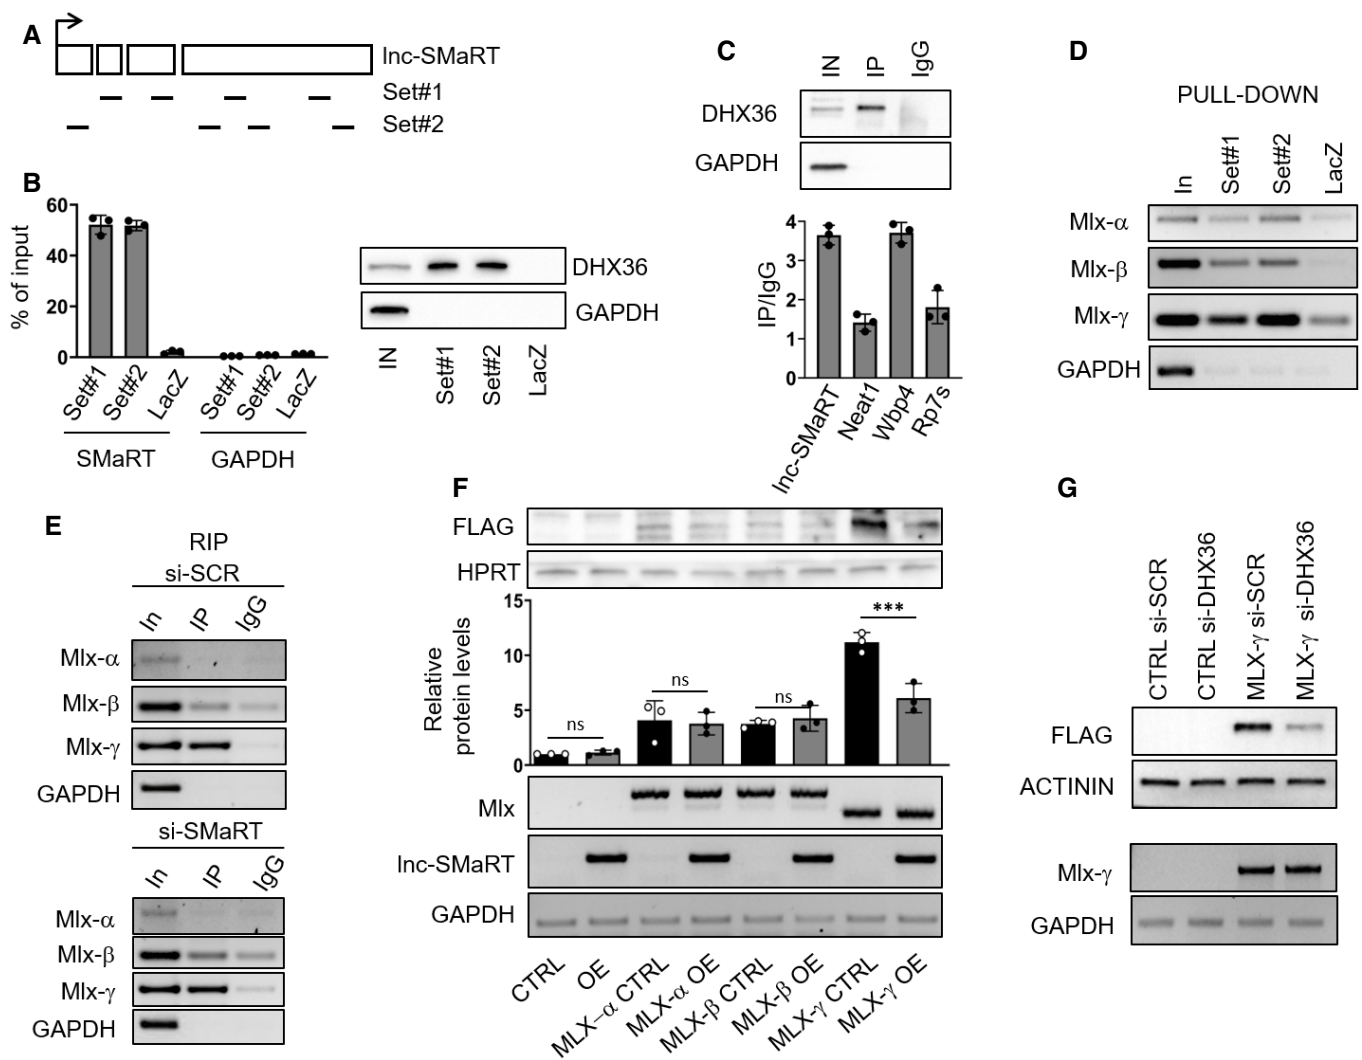 A
lnc-SMaRT
Set#1
Set#2
B
% of input
60
40
20
0
Set#1
Set#2
LacZ
Set#1
Set#2
LacZ
SMaRT
GAPDH
DHX36
GAPDH
IN
Set#1
Set#2
LacZ
C
IN
IP
IgG
DHX36
GAPDH
IP/IgG
4
3
2
1
0
lnc-SMaRT
Neat1
Wbp4
Rp7s
D
PULL-DOWN
In
Set#1
Set#2
LacZ
Mlx-α
Mlx-β
Mlx-γ
GAPDH
E
RIP
si-SCR
In
IP
IgG
Mlx-α
Mlx-β
Mlx-γ
GAPDH
si-SMaRT
In
IP
IgG
Mlx-α
Mlx-β
Mlx-γ
GAPDH
F
FLAG
HPRT
Relative
protein levels
15
10
5
0
ns
ns
ns
***
Mlx
lnc-SMaRT
GAPDH
CTRL
OE
MLX-α CTRL
MLX-α OE
MLX-β CTRL
MLX-β OE
MLX-γ CTRL
MLX-γ OE
G
CTRL si-SCR
CTRL si-DHX36
MLX-γ si-SCR
MLX-γ si-DHX36
FLAG
ACTININ
Mlx-γ
GAPDH